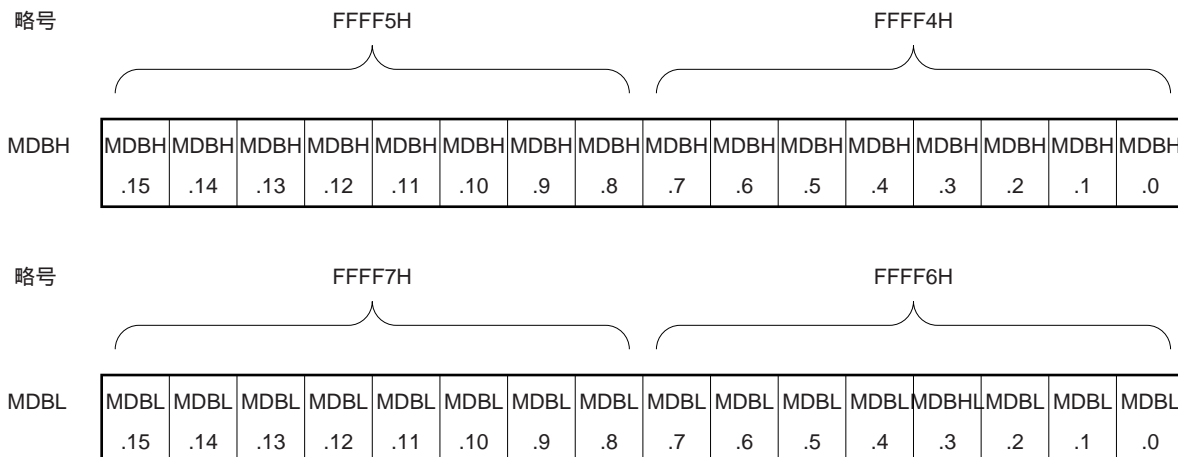 略号 FFFF5H FFFF4H
MDBH MDBH MDBH MDBH MDBH MDBH MDBH MDBH MDBH MDBH MDBH MDBH MDBH MDBH MDBH MDBH MDBH
.15 .14 .13 .12 .11 .10 .9 .8 .7 .6 .5 .4 .3 .2 .1 .0
略号 FFFF7H FFFF6H
MDBL MDBL MDBL MDBL MDBL MDBL MDBL MDBL MDBL MDBL MDBL MDBL MDBL MDBHL MDBL MDBL MDBL
.15 .14 .13 .12 .11 .10 .9 .8 .7 .6 .5 .4 .3 .2 .1 .0